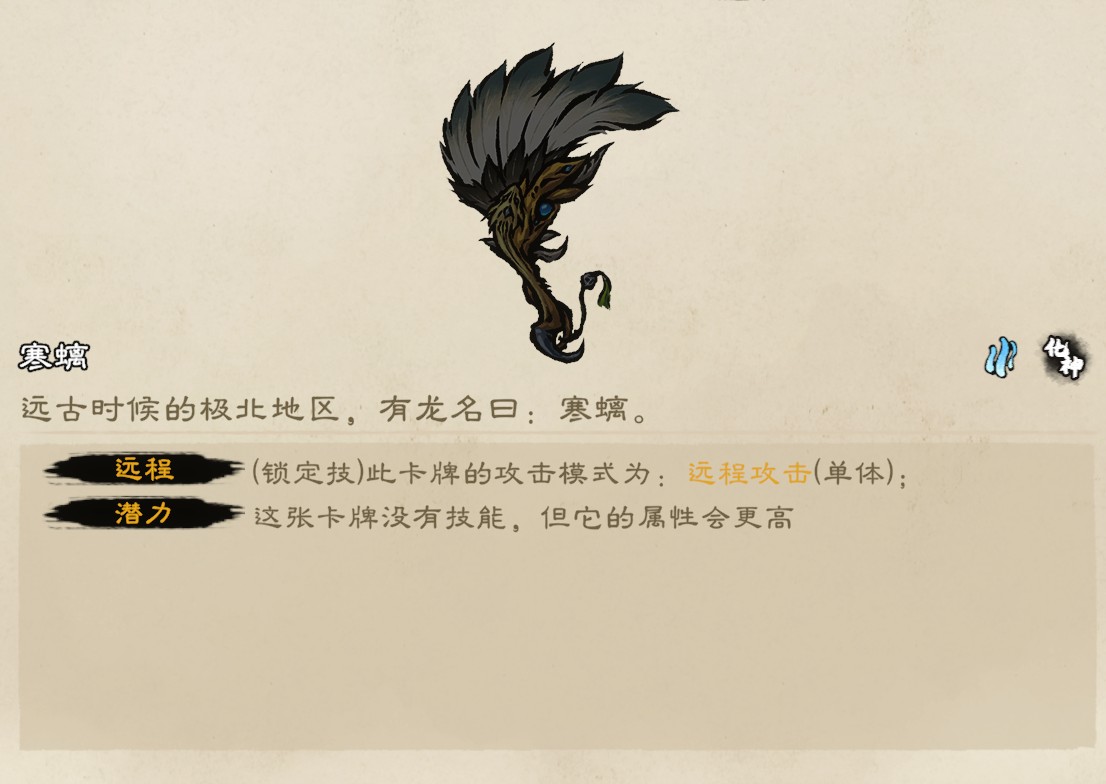 寒螭
化神
远古时候的极北地区，有龙名曰：寒螭。
远程 (锁定技)此卡牌的攻击模式为：远程攻击(单体)；
潜力 这张卡牌没有技能，但它的属性会更高